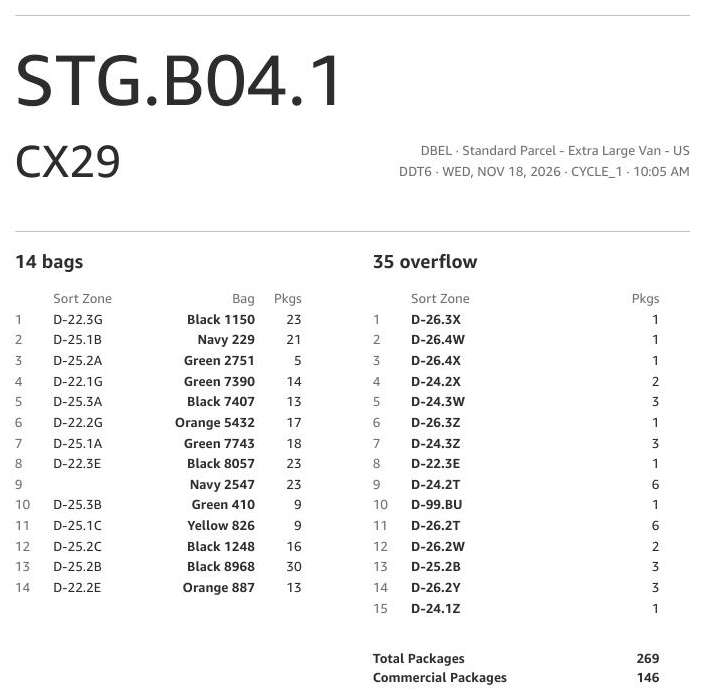 STG.B04.1
CX29
DBEL · Standard Parcel - Extra Large Van - US
DDT6 · WED, NOV 18, 2026 · CYCLE_1 · 10:05 AM
14 bags
Sort Zone Bag Pkgs
1 D-22.3G Black 1150 23
2 D-25.1B Navy 229 21
3 D-25.2A Green 2751 5
4 D-22.1G Green 7390 14
5 D-25.3A Black 7407 13
6 D-22.2G Orange 5432 17
7 D-25.1A Green 7743 18
8 D-22.3E Black 8057 23
9 Navy 2547 23
10 D-25.3B Green 410 9
11 D-25.1C Yellow 826 9
12 D-25.2C Black 1248 16
13 D-25.2B Black 8968 30
14 D-22.2E Orange 887 13
35 overflow
Sort Zone Pkgs
1 D-26.3X 1
2 D-26.4W 1
3 D-26.4X 1
4 D-24.2X 2
5 D-24.3W 3
6 D-26.3Z 1
7 D-24.3Z 3
8 D-22.3E 1
9 D-24.2T 6
10 D-99.BU 1
11 D-26.2T 6
12 D-26.2W 2
13 D-25.2B 3
14 D-26.2Y 3
15 D-24.1Z 1
Total Packages 269
Commercial Packages 146